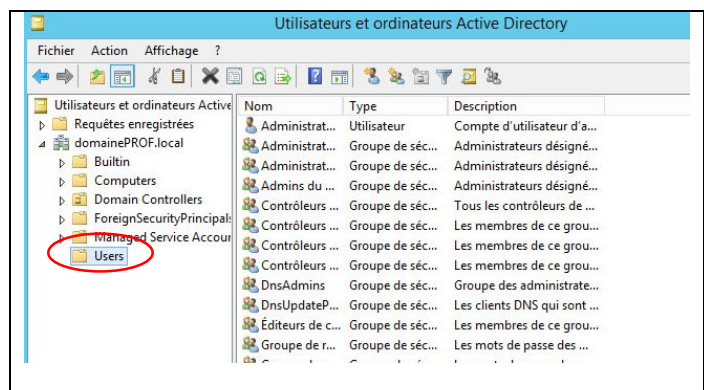 Utilisateurs et ordinateurs Active Directory
Fichier Action Affichage ?
Utilisateurs et ordinateurs Active
Requêtes enregistrées
domainePROF.local
Builtin
Computers
Domain Controllers
ForeignSecurityPrincipals
Managed Service Accour
Users
Nom Type Description
Administrat... Utilisateur Compte d'utilisateur d'a...
Administrat... Groupe de séc... Administrateurs désigné...
Administrat... Groupe de séc... Administrateurs désigné...
Admins du ... Groupe de séc... Administrateurs désigné...
Contrôleurs ... Groupe de séc... Tous les contrôleurs de ...
Contrôleurs ... Groupe de séc... Les membres de ce grou...
Contrôleurs ... Groupe de séc... Les membres de ce grou...
Contrôleurs ... Groupe de séc... Les membres de ce grou...
DnsAdmins Groupe de séc... Groupe des administrate...
DnsUpdateP... Groupe de séc... Les clients DNS qui sont ...
Éditeurs de c... Groupe de séc... Les membres de ce grou...
Groupe de r... Groupe de séc... Les mots de passe des ...